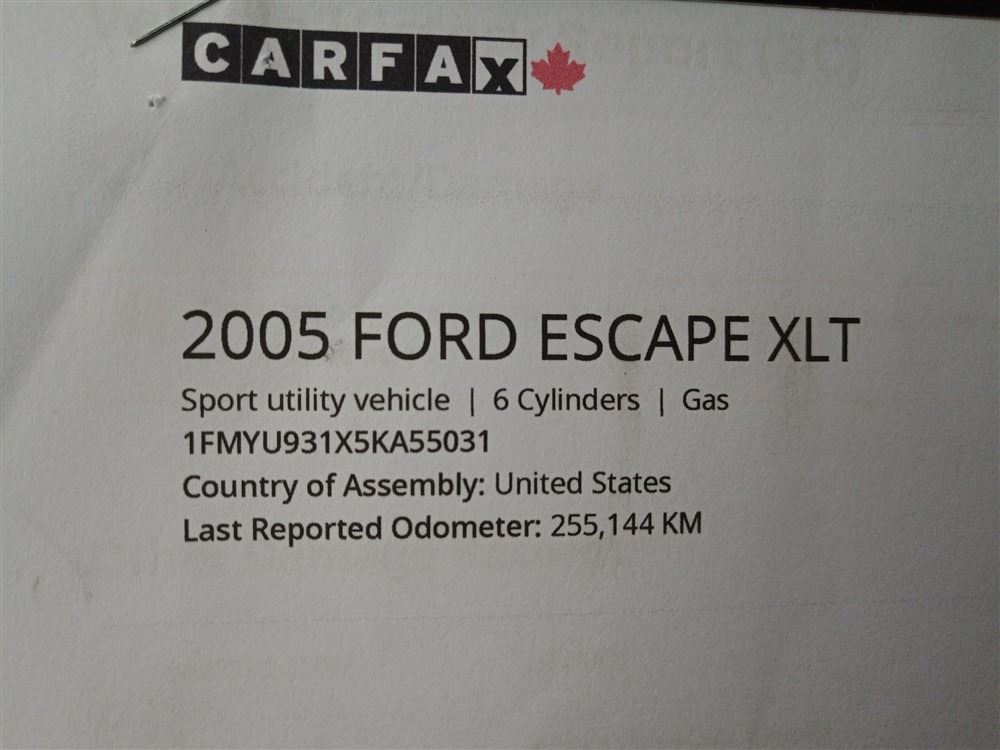 CARFAX
2005 FORD ESCAPE XLT
Sport utility vehicle | 6 Cylinders | Gas
1FMYU931X5KA55031
Country of Assembly: United States
Last Reported Odometer: 255,144 KM